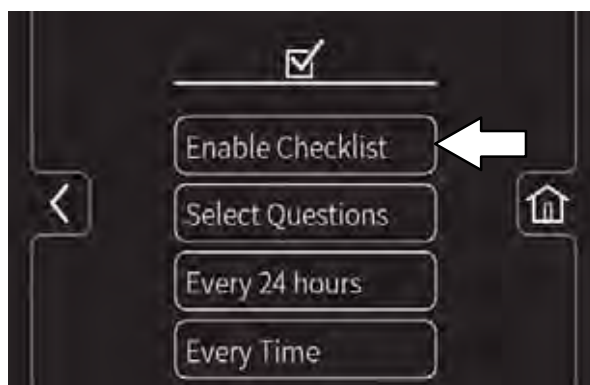 Enable Checklist
Select Questions
Every 24 hours
Every Time